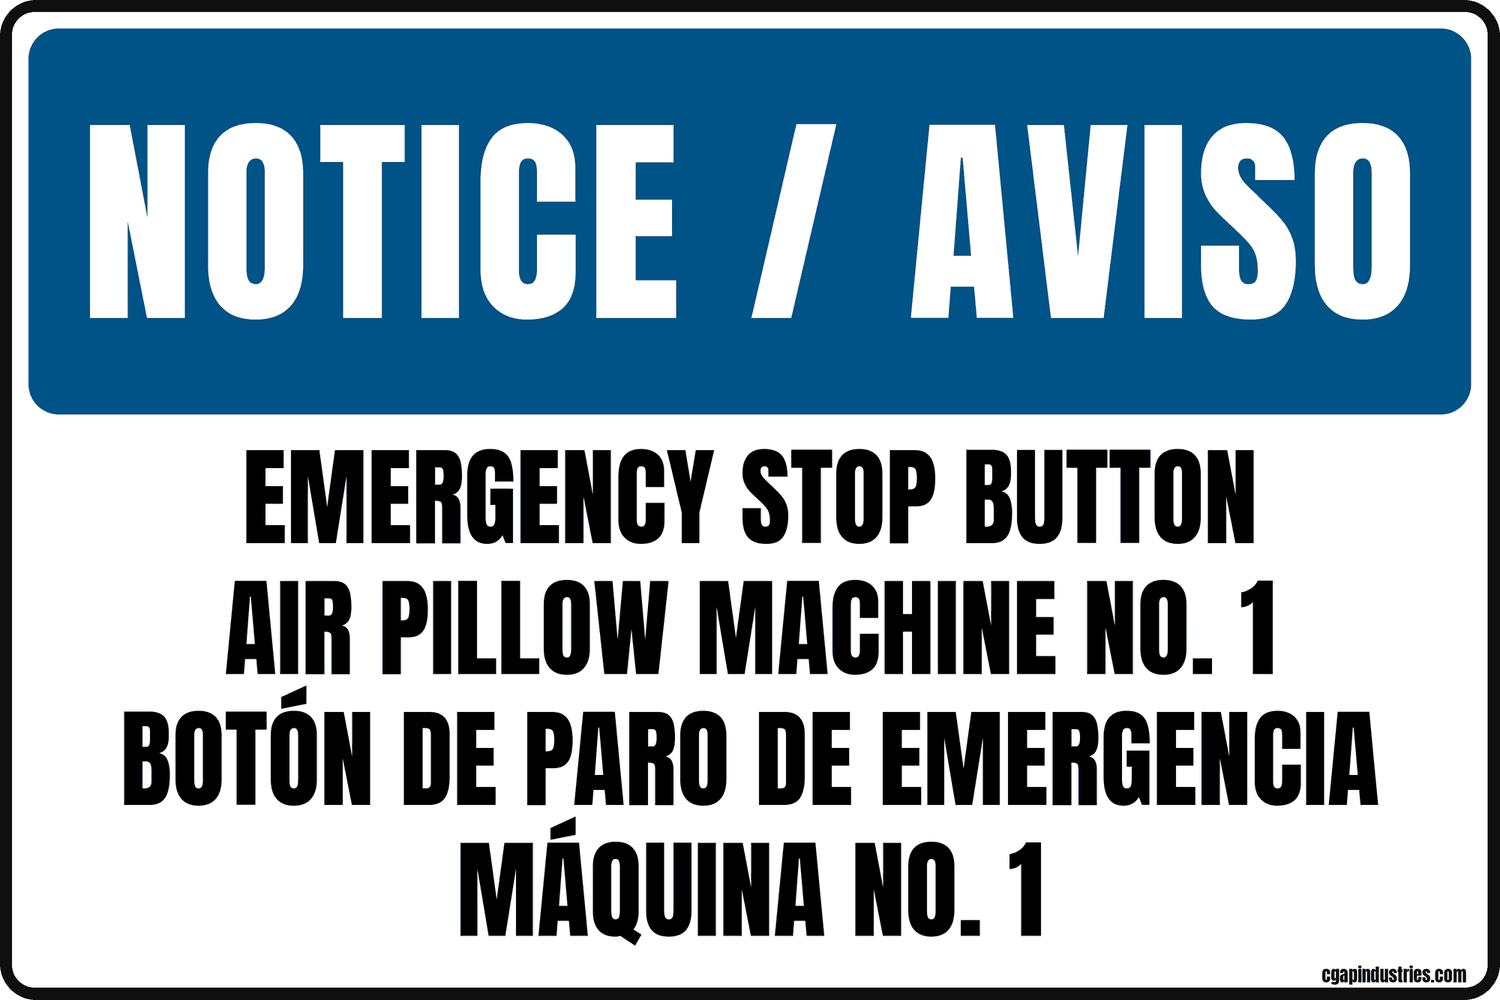 NOTICE / AVISO
EMERGENCY STOP BUTTON
AIR PILLOW MACHINE NO. 1
BOTÓN DE PARO DE EMERGENCIA
MÁQUINA NO. 1
cgapindustries.com